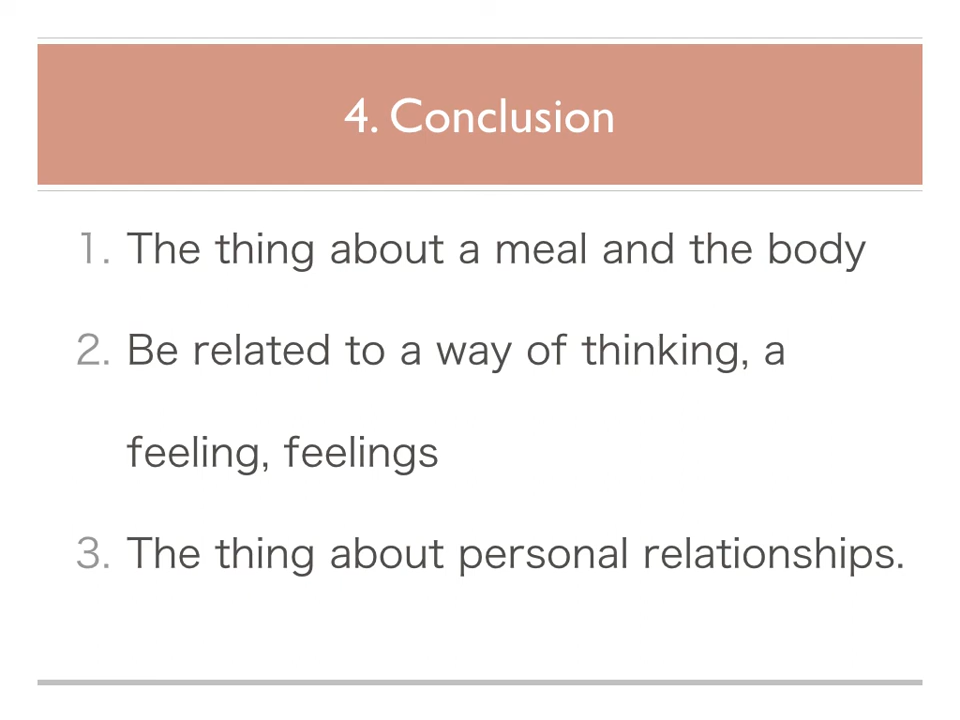 4. Conclusion
1. The thing about a meal and the body
2. Be related to a way of thinking, a
feeling, feelings
3. The thing about personal relationships.